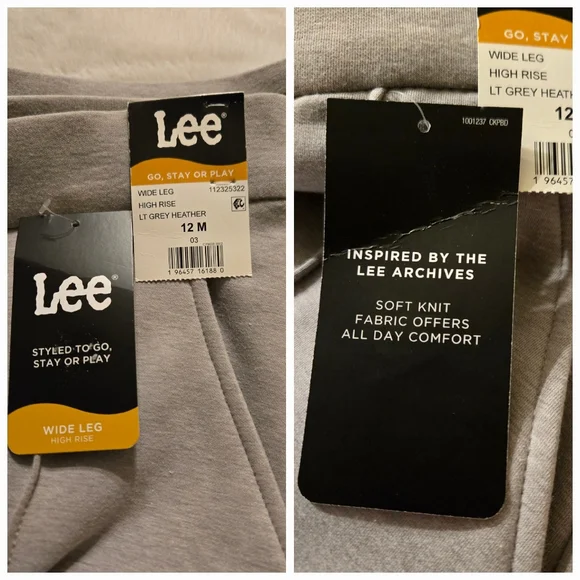 Lee®
GO, STAY OR PLAY
WIDE LEG 112325322
HIGH RISE
LT GREY HEATHER
12 M
03
1 96457 16188 0
Lee®
STYLED TO GO,
STAY OR PLAY
WIDE LEG
HIGH RISE
GO, STAY
WIDE LEG
HIGH RISE
LT GREY HEATH
12
1 96457
1001237 CKPBD
INSPIRED BY THE
LEE ARCHIVES
SOFT KNIT
FABRIC OFFERS
ALL DAY COMFORT